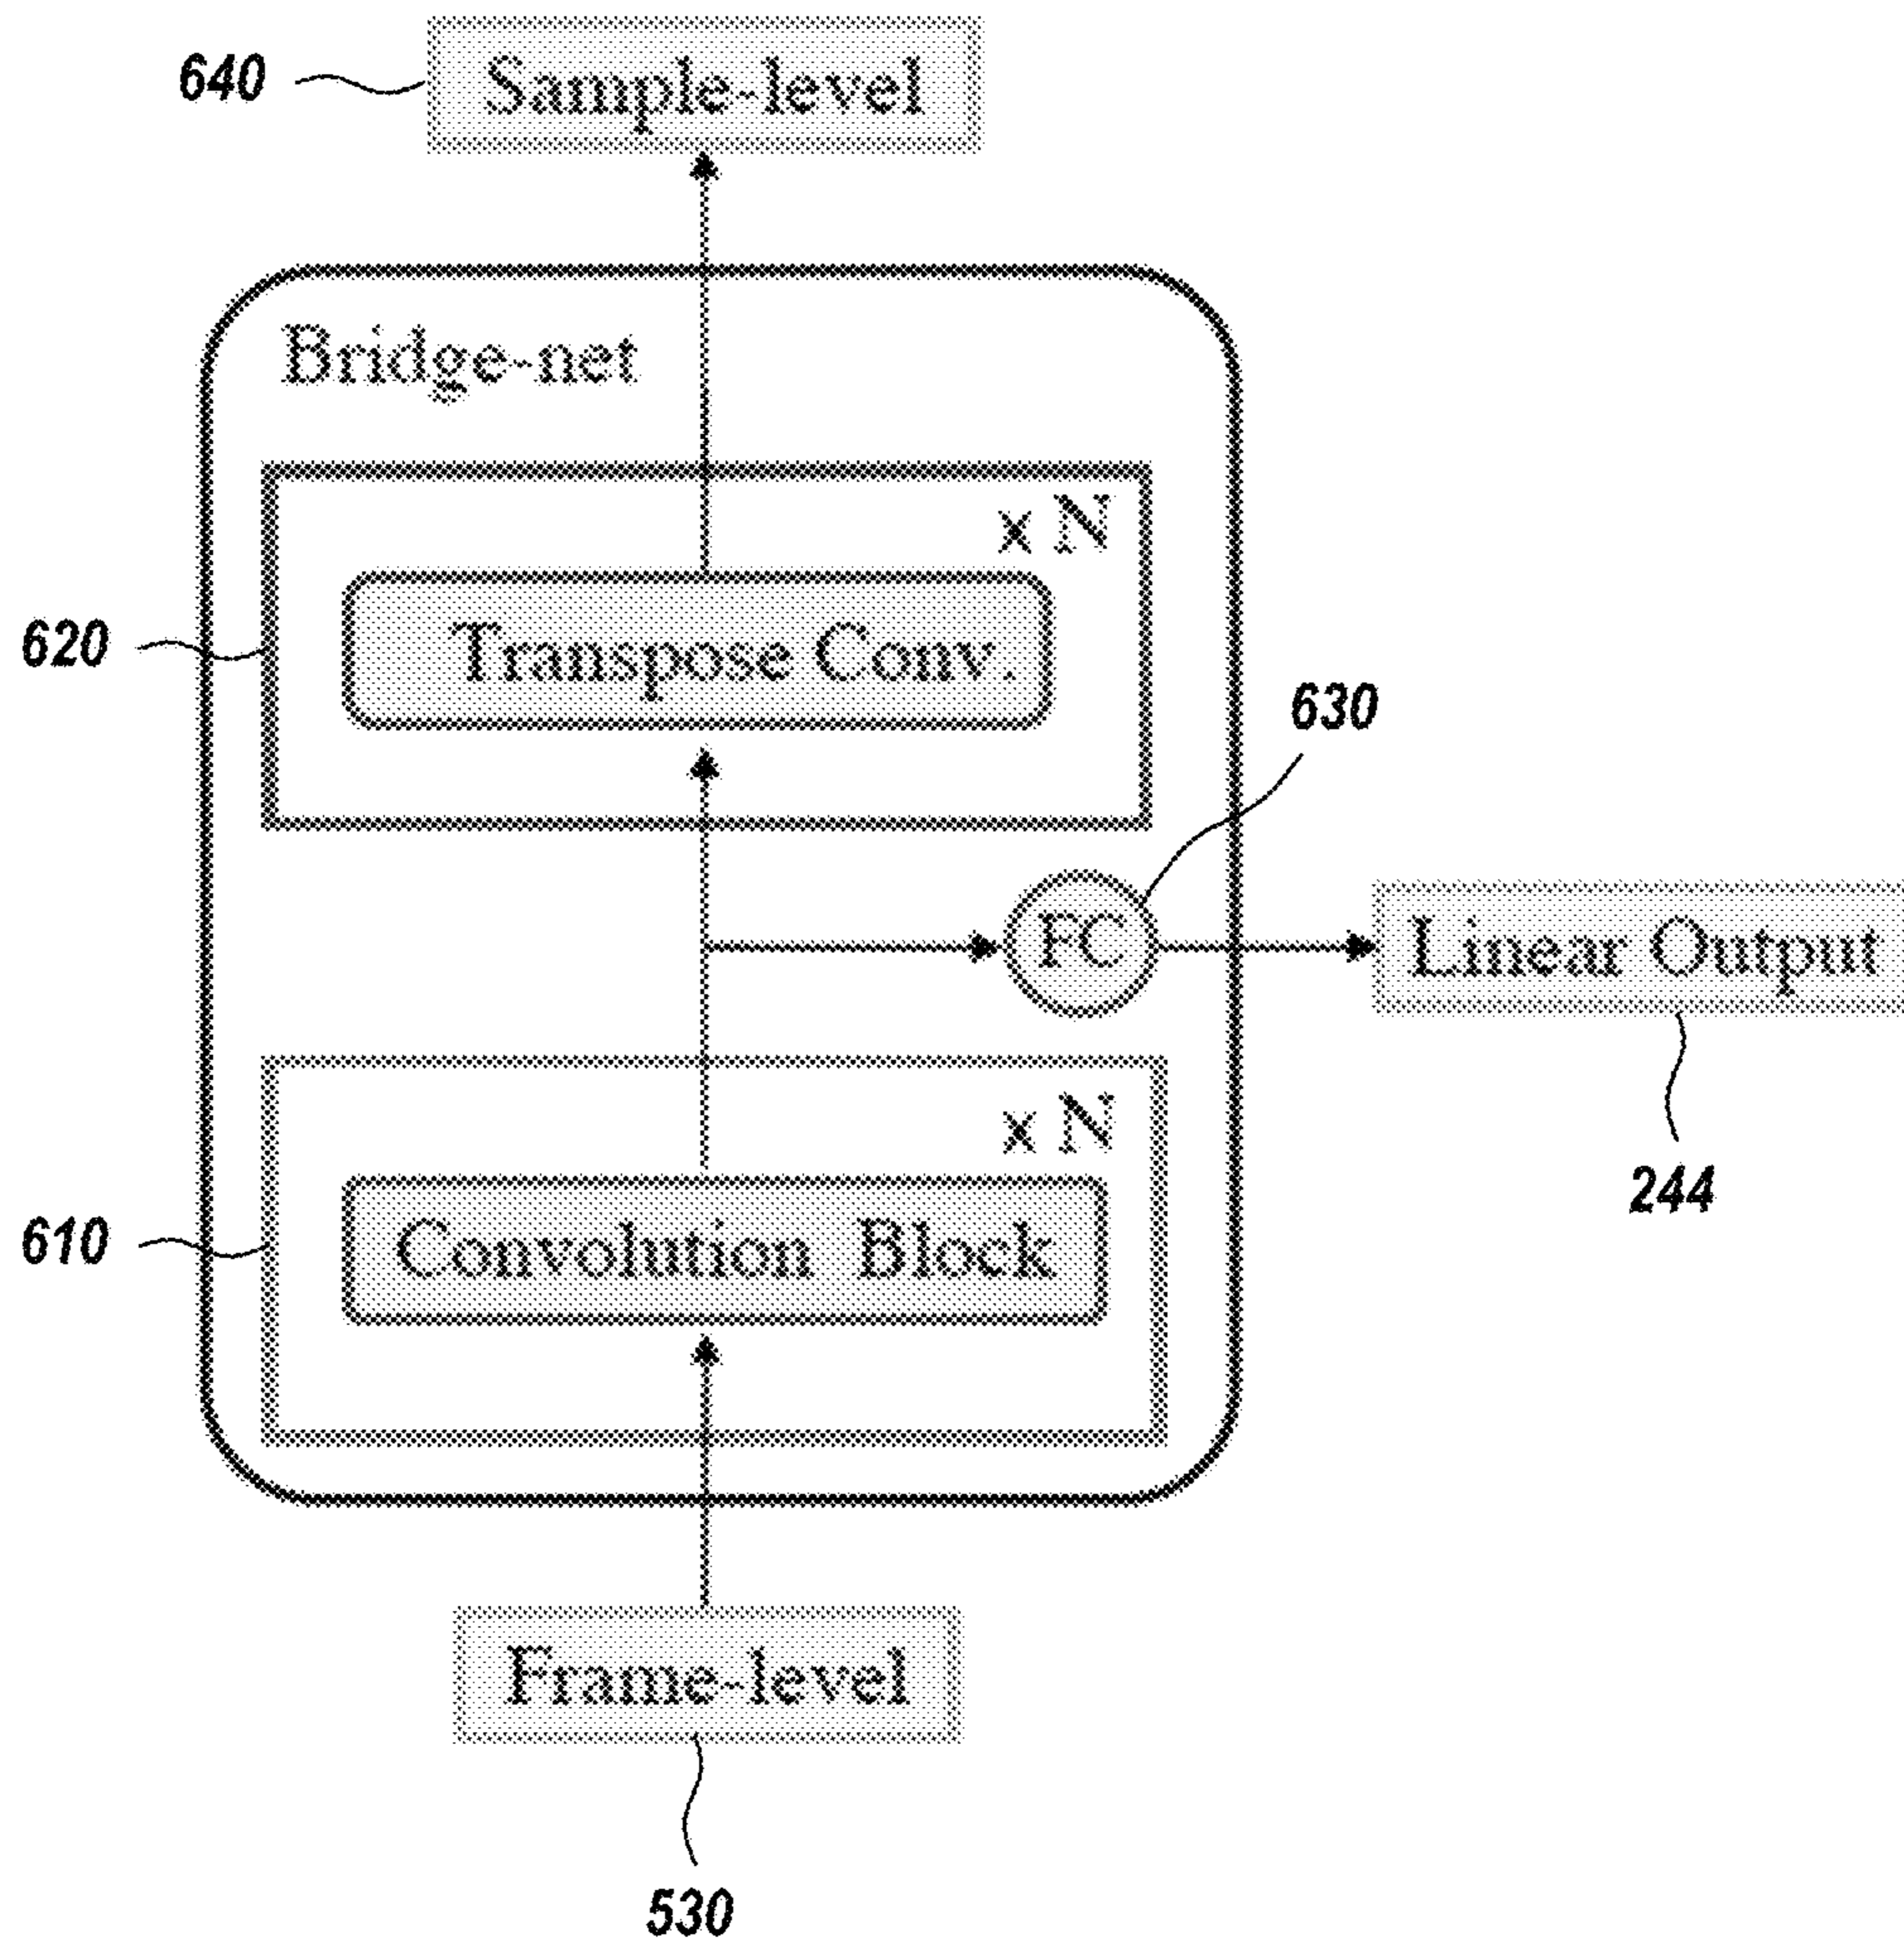 640
Sample-level
Bridge-net
x N
620
Transpose Conv.
630
FC
Linear Output
244
x N
610
Convolution Block
Frame-level
530